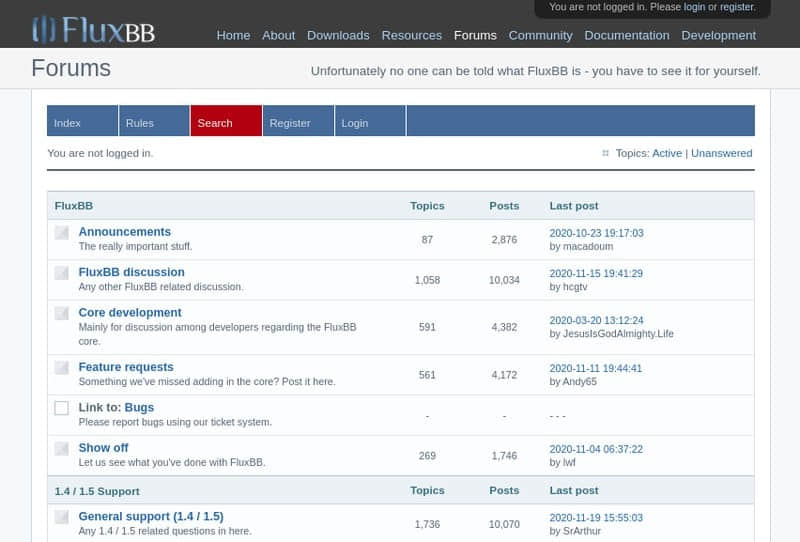 You are not logged in. Please login or register.
FluxBB
Home About Downloads Resources Forums Community Documentation Development
Forums
Unfortunately no one can be told what FluxBB is - you have to see it for yourself.
Index Rules Search Register Login
You are not logged in.
Topics: Active | Unanswered
FluxBB Topics Posts Last post
Announcements
The really important stuff.
87 2,876
2020-10-23 19:17:03
by macadoum
FluxBB discussion
Any other FluxBB related discussion.
1,058 10,034
2020-11-15 19:41:29
by hcgtv
Core development
Mainly for discussion among developers regarding the FluxBB
core.
591 4,382
2020-03-20 13:12:24
by JesusIsGodAlmighty.Life
Feature requests
Something we've missed adding in the core? Post it here.
561 4,172
2020-11-11 19:44:41
by Andy65
Link to: Bugs
Please report bugs using our ticket system.
- - - - -
Show off
Let us see what you've done with FluxBB.
269 1,746
2020-11-04 06:37:22
by lwf
1.4 / 1.5 Support Topics Posts Last post
General support (1.4 / 1.5)
Any 1.4 / 1.5 related questions in here.
1,736 10,070
2020-11-19 15:55:03
by SrArthur